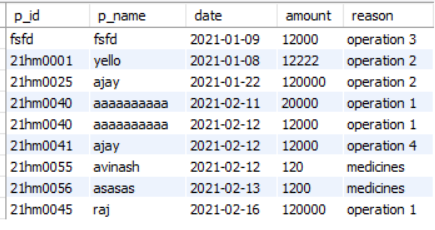 p_id p_name date amount reason
fsfd fsfd 2021-01-09 12000 operation 3
21hm0001 yello 2021-01-08 12222 operation 2
21hm0025 ajay 2021-01-22 120000 operation 2
21hm0040 aaaaaaaaaa 2021-02-11 20000 operation 1
21hm0040 aaaaaaaaaa 2021-02-12 12000 operation 1
21hm0041 ajay 2021-02-12 12000 operation 4
21hm0055 avinash 2021-02-12 120 medicines
21hm0056 asasas 2021-02-13 1200 medicines
21hm0045 raj 2021-02-16 120000 operation 1